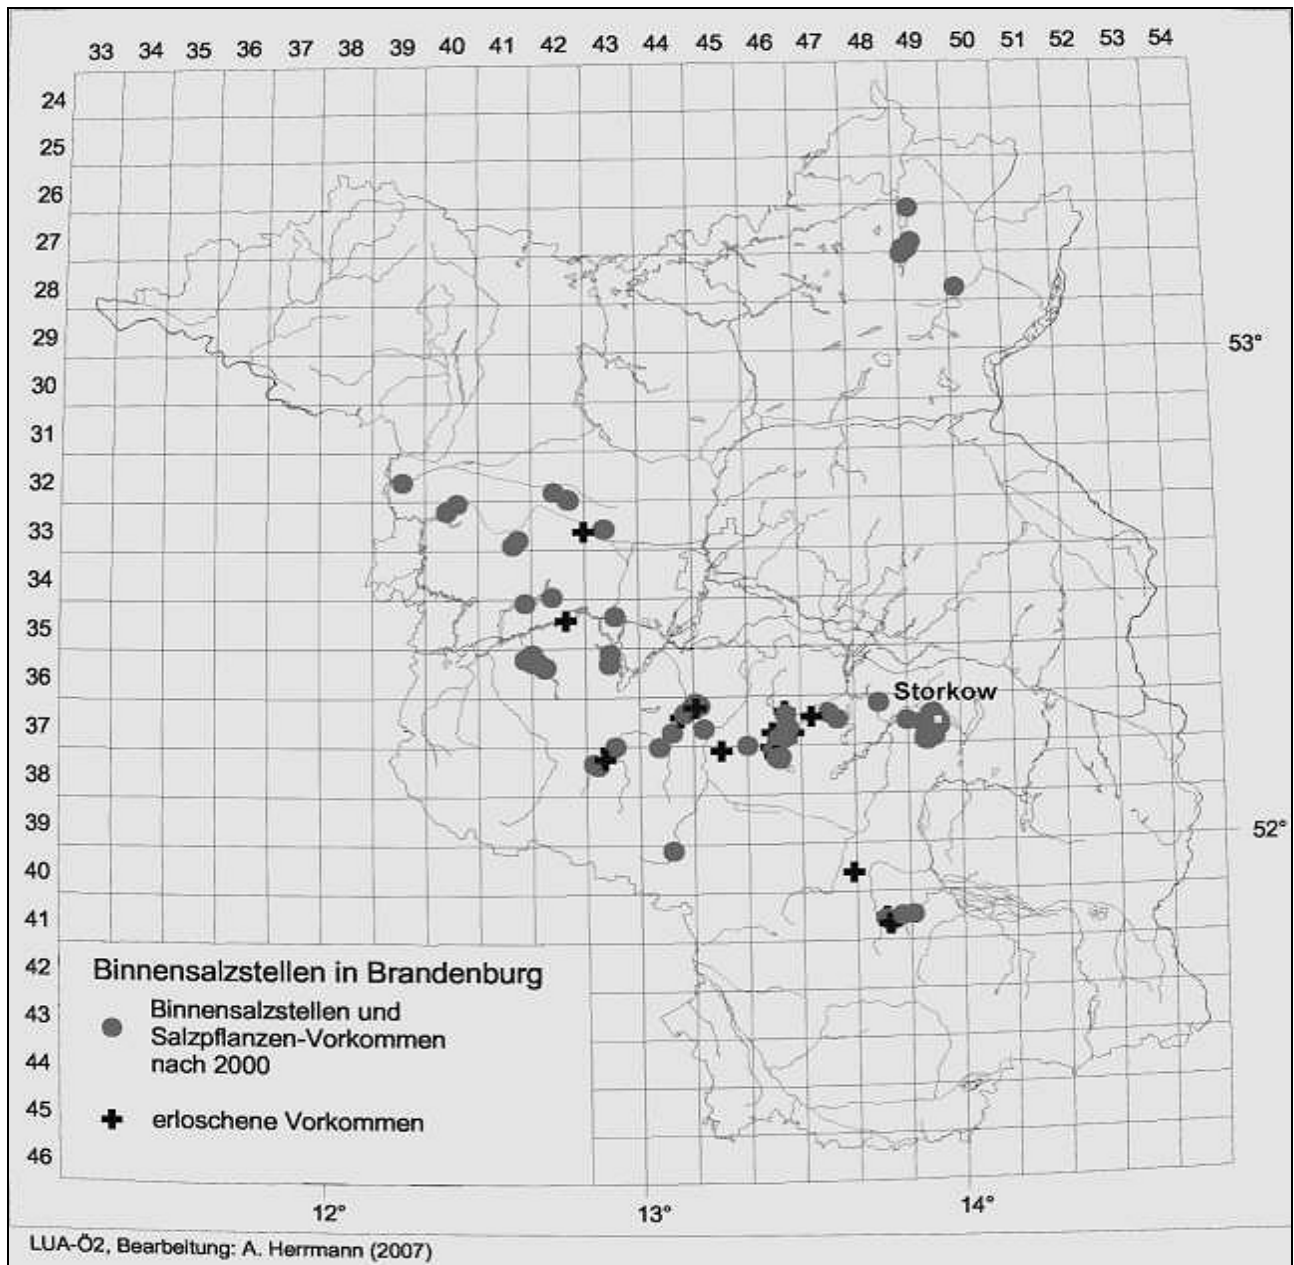 33 34 35 36 37 38 39 40 41 42 43 44 45 46 47 48 49 50 51 52 53 54
24
25
26
27
28
29
53°
30
31
32
33
34
35
36
Storkow
37
38
39
52°
40
41
42
43
44
45
46
Binnensalzstellen in Brandenburg
Binnensalzstellen und
Salzpflanzen-Vorkommen
nach 2000
erloschene Vorkommen
12° 13° 14°
LUA-Ö2, Bearbeitung: A. Herrmann (2007)